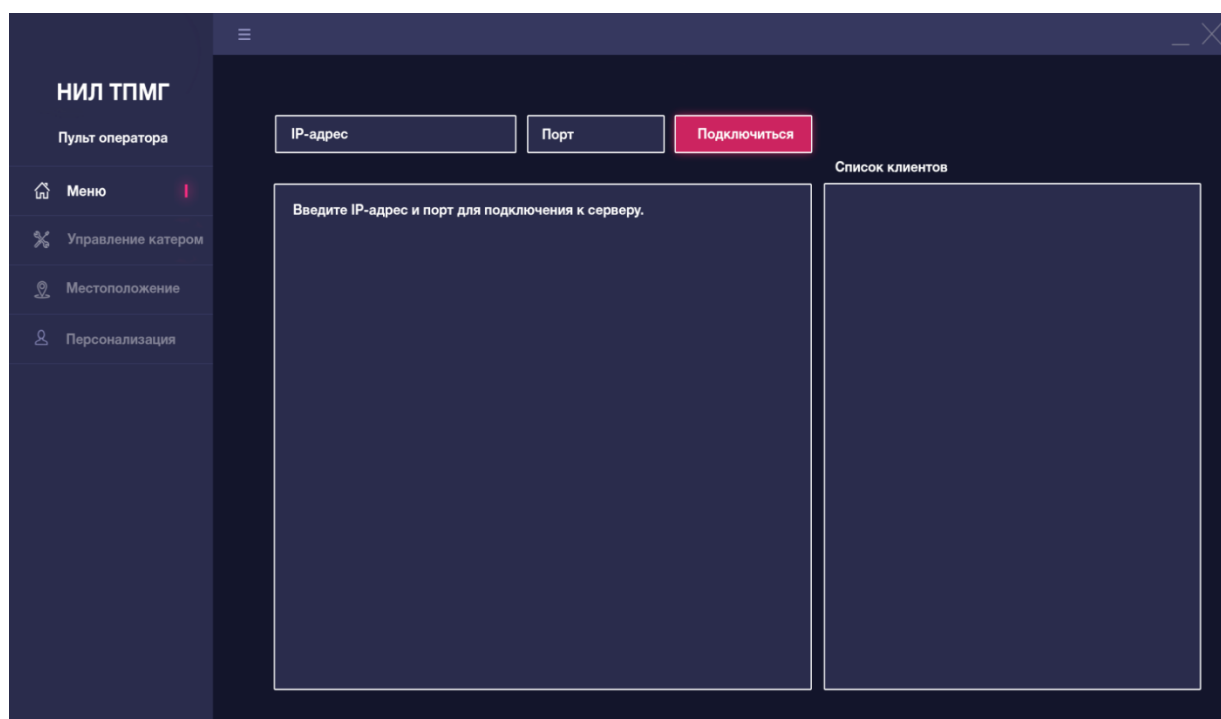 НИЛ ТПМГ
Пульт оператора
Меню
Управление катером
Местоположение
Персонализация
IP-адрес
Порт
Подключиться
Введите IP-адрес и порт для подключения к серверу.
Список клиентов